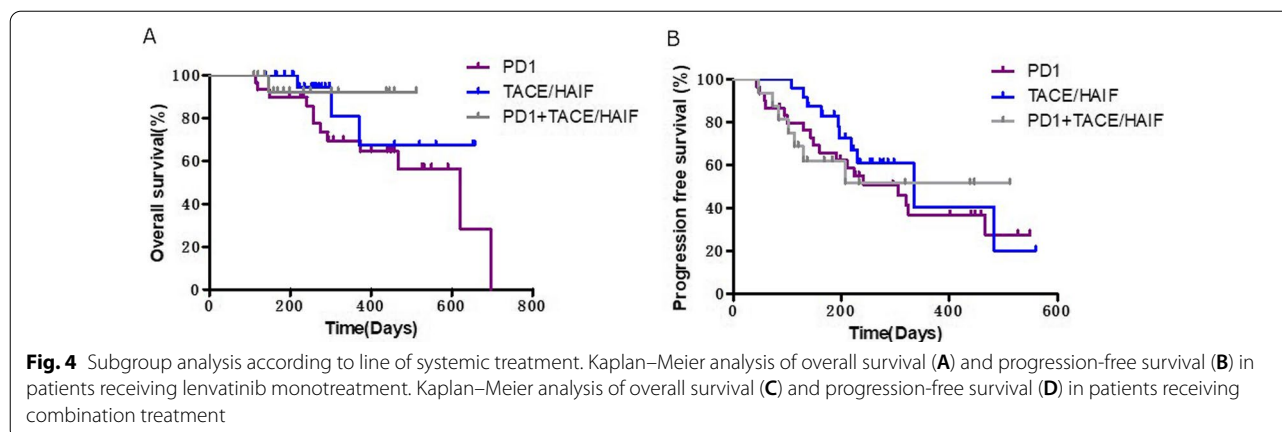 A
PD1
TACE/HAIF
PD1+TACE/HAIF
Overall survival(%)
100
80
60
40
20
0
0 200 400 600 800
Time(Days)
B
PD1
TACE/HAIF
PD1+TACE/HAIF
Progression free survival (%)
100
80
60
40
20
0
0 200 400 600
Time(Days)
Fig. 4 Subgroup analysis according to line of systemic treatment. Kaplan–Meier analysis of overall survival (A) and progression-free survival (B) in
patients receiving lenvatinib monotreatment. Kaplan–Meier analysis of overall survival (C) and progression-free survival (D) in patients receiving
combination treatment